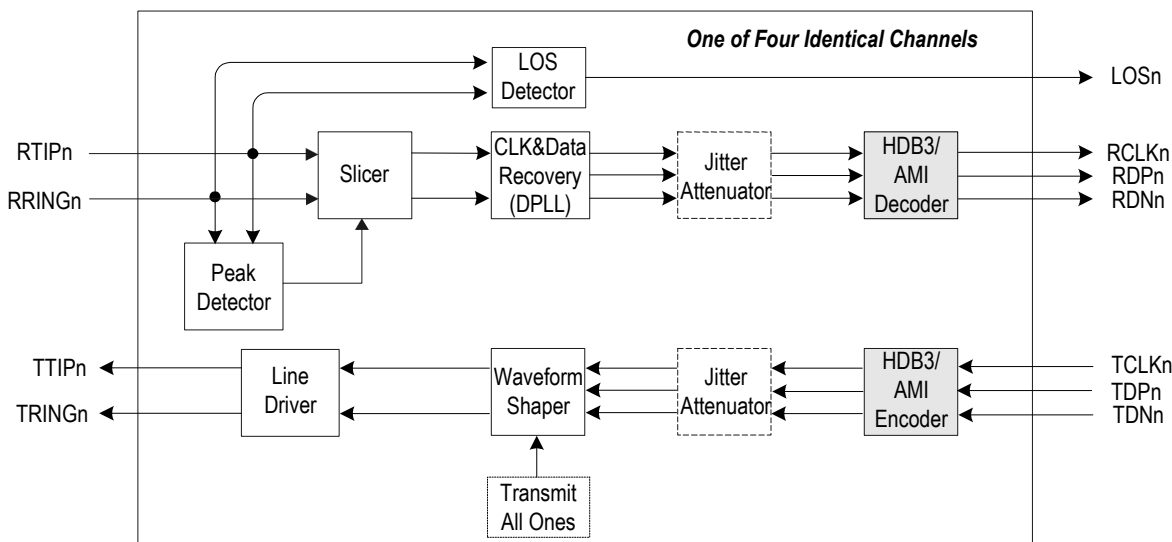 One of Four Identical Channels
LOS
Detector
LOSn
RTIPn
RRINGn
Slicer
CLK&Data
Recovery
(DPLL)
Jitter
Attenuator
HDB3/
AMI
Decoder
RCLKn
RDPn
RDNn
Peak
Detector
TTIPn
TRINGn
Line
Driver
Waveform
Shaper
Jitter
Attenuator
HDB3/
AMI
Encoder
TCLKn
TDPn
TDNn
Transmit
All Ones